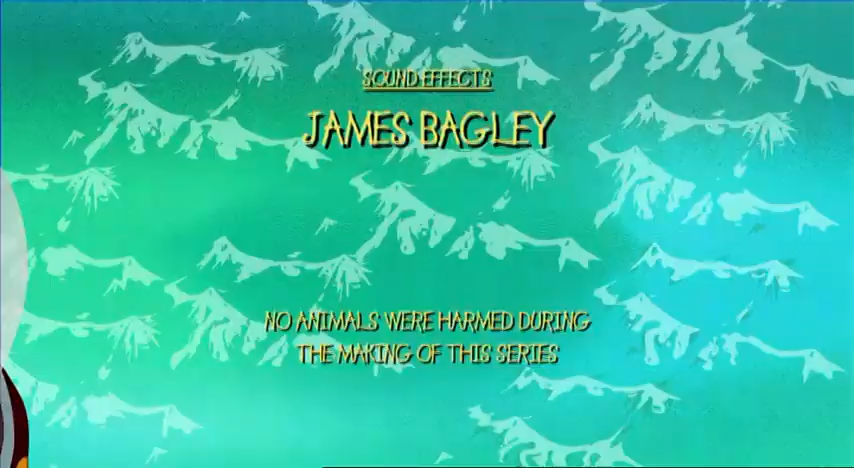 SOUND EFFECTS
JAMES BAGLEY
NO ANIMALS WERE HARMED DURING
THE MAKING OF THIS SERIES